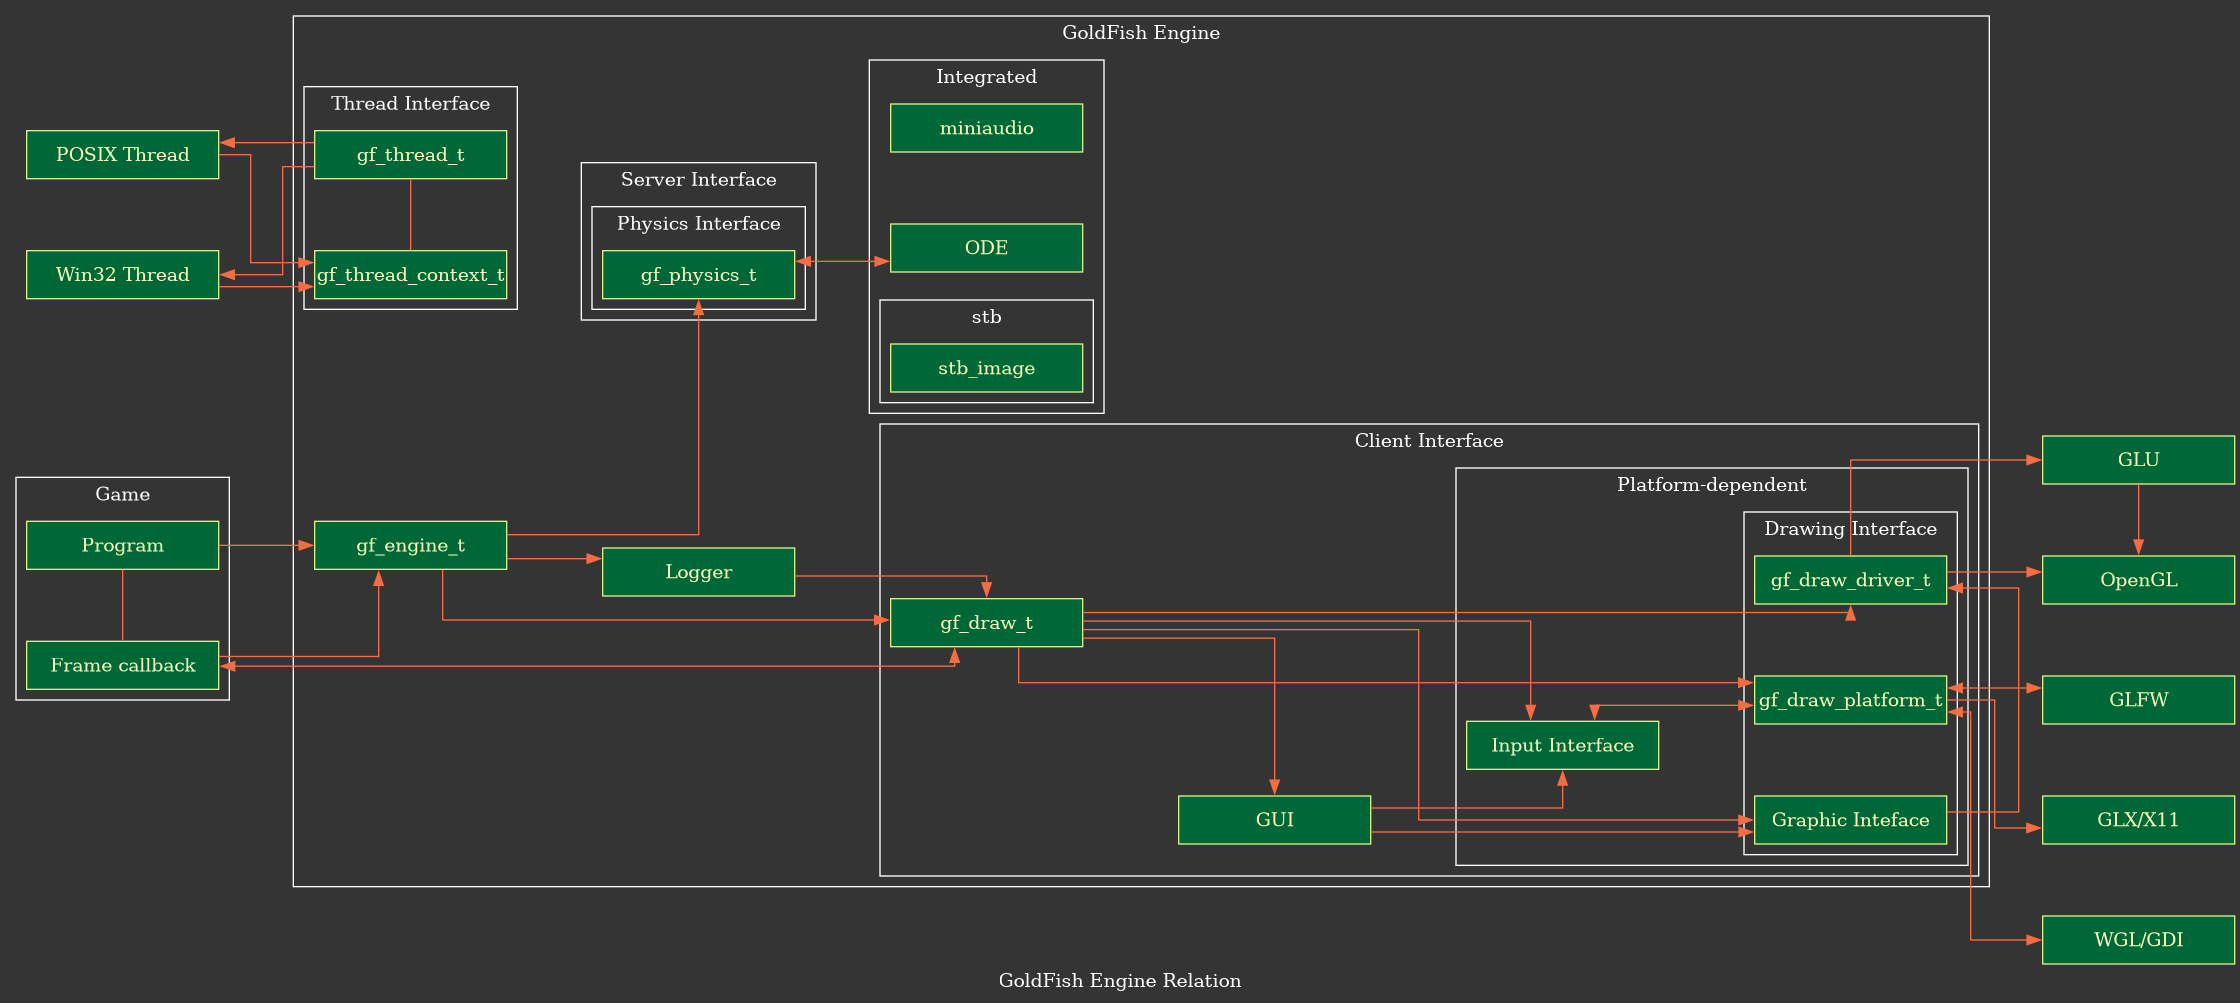 GoldFish Engine
Integrated
Thread Interface
miniaudio
POSIX Thread
gf_thread_t
Server Interface
Physics Interface
ODE
Win32 Thread
gf_thread_context_t
gf_physics_t
stb
stb_image
Client Interface
GLU
Platform-dependent
Game
Drawing Interface
Program
gf_engine_t
Logger
gf_draw_driver_t
OpenGL
gf_draw_t
Frame callback
gf_draw_platform_t
GLFW
Input Interface
GUI
Graphic Inteface
GLX/X11
WGL/GDI
GoldFish Engine Relation